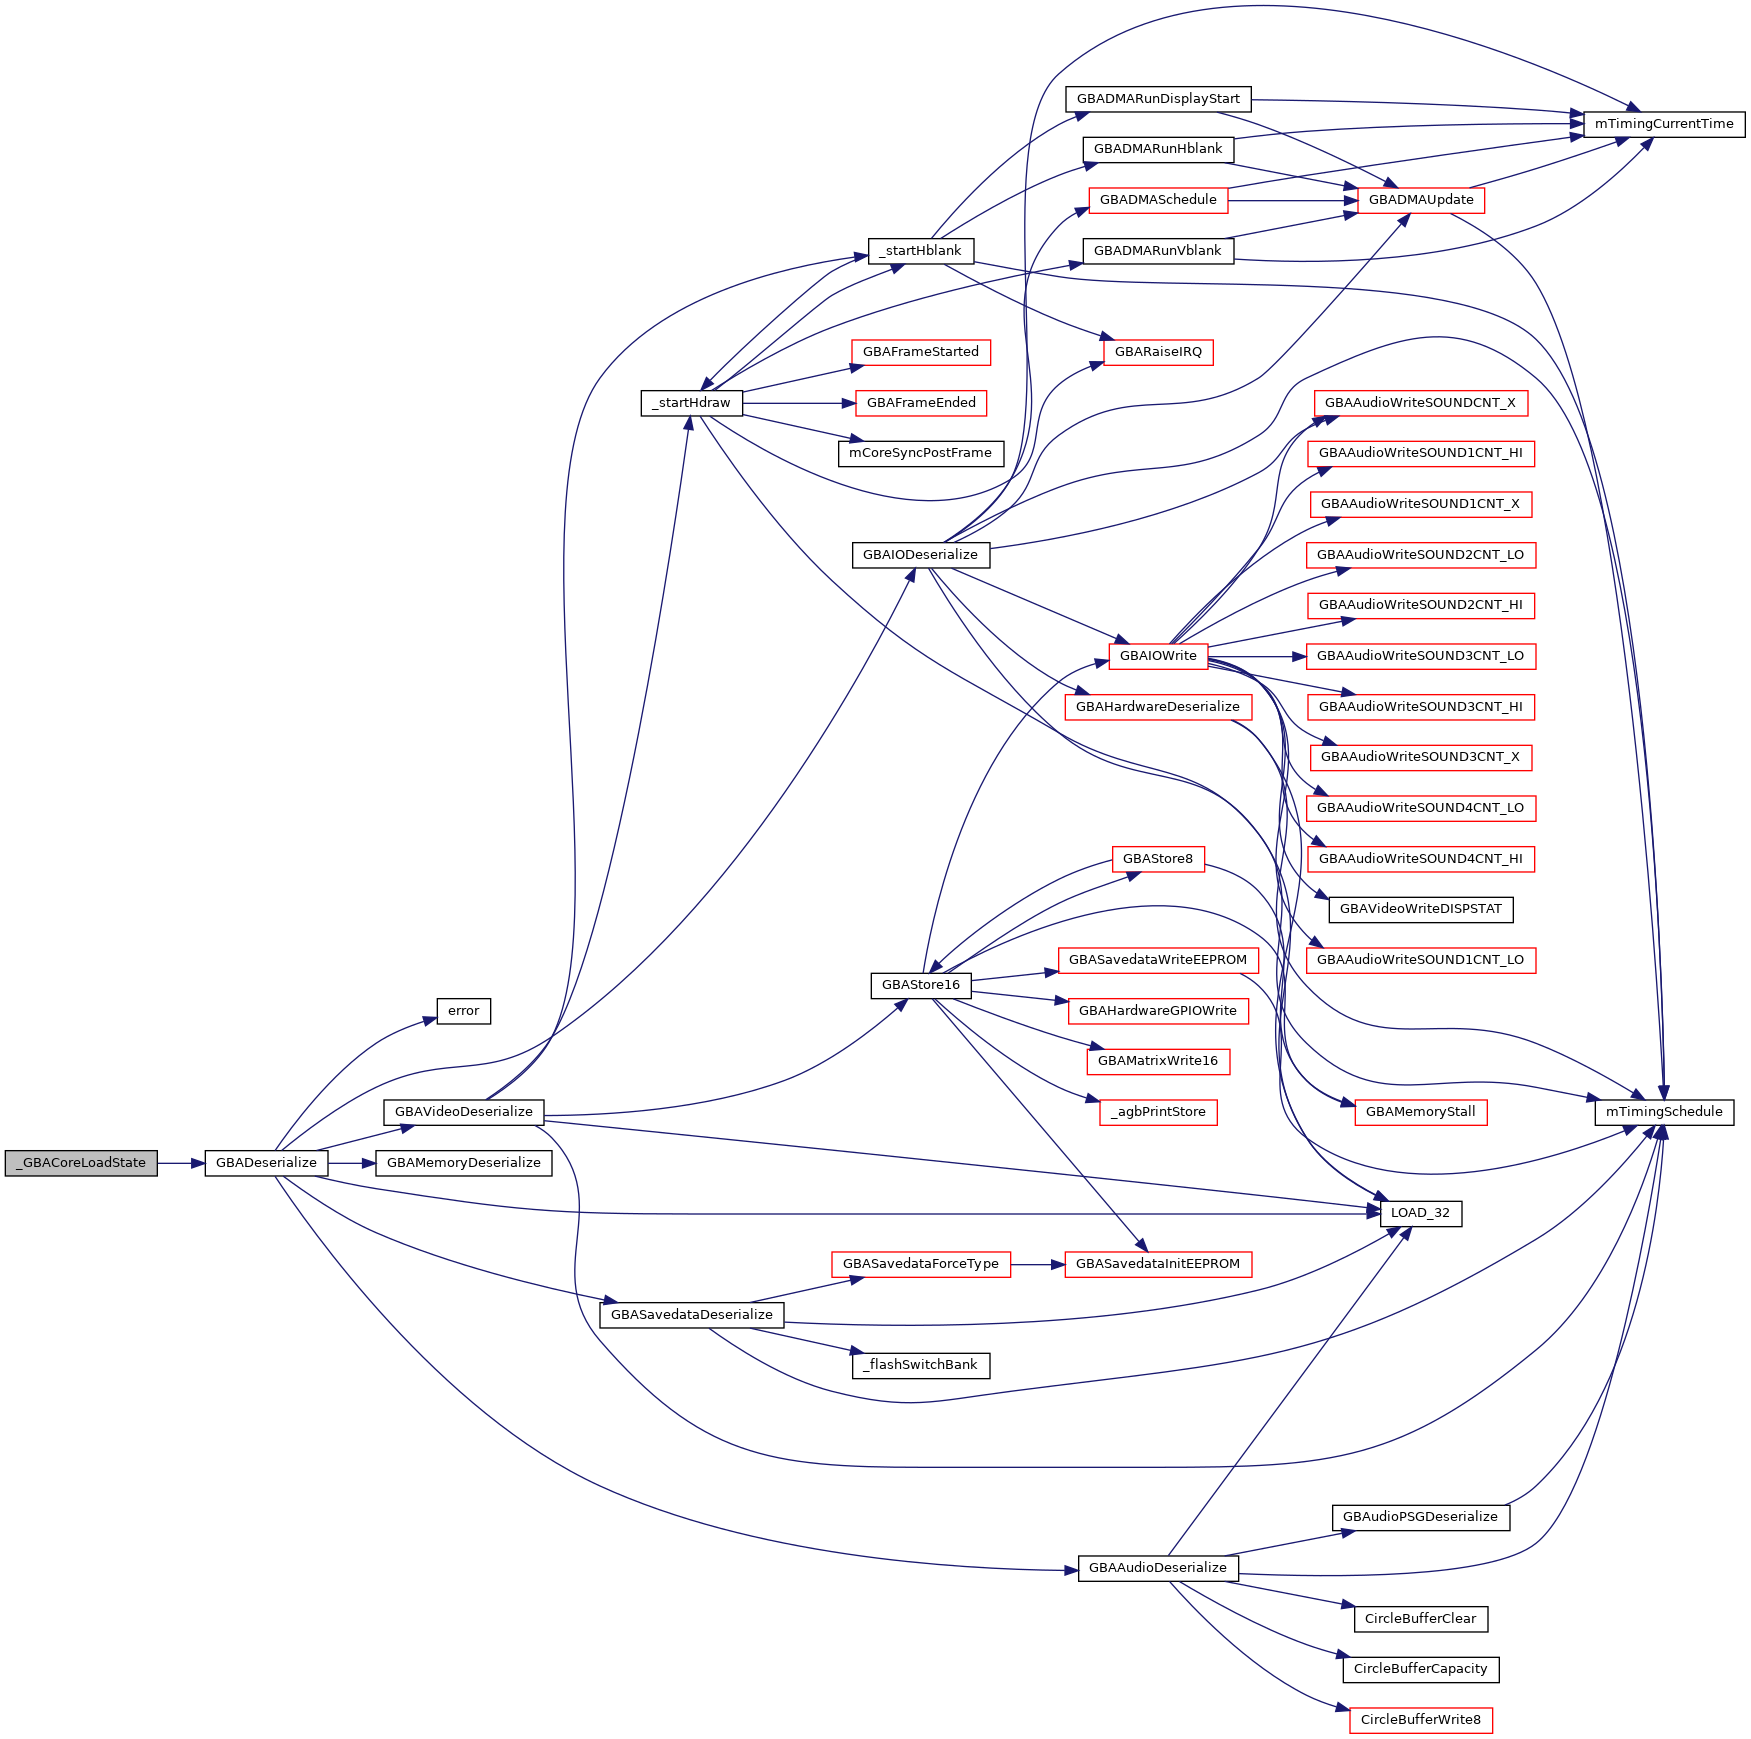 mTimingCurrentTime
GBADMARunDisplayStart
GBADMARunHblank
GBADMASchedule
GBADMAUpdate
_startHblank
GBADMARunVblank
GBAFrameStarted
GBARaiseIRQ
_startHdraw
GBAFrameEnded
GBAAudioWriteSOUNDCNT_X
mCoreSyncPostFrame
GBAAudioWriteSOUND1CNT_HI
GBAAudioWriteSOUND1CNT_X
GBAIODeserialize
GBAAudioWriteSOUND2CNT_LO
GBAAudioWriteSOUND2CNT_HI
GBAIOWrite
GBAAudioWriteSOUND3CNT_LO
GBAHardwareDeserialize
GBAAudioWriteSOUND3CNT_HI
GBAAudioWriteSOUND3CNT_X
GBAAudioWriteSOUND4CNT_LO
GBAStore8
GBAAudioWriteSOUND4CNT_HI
GBAVideoWriteDISPSTAT
GBASavedataWriteEEPROM
GBAAudioWriteSOUND1CNT_LO
GBAStore16
error
GBAHardwareGPIOWrite
GBAMatrixWrite16
GBAVideoDeserialize
_agbPrintStore
GBAMemoryStall
mTimingSchedule
_GBACoreLoadState
GBADeserialize
GBAMemoryDeserialize
LOAD_32
GBASavedataForceType
GBASavedataInitEEPROM
GBASavedataDeserialize
_flashSwitchBank
GBAudioPSGDeserialize
GBAAudioDeserialize
CircleBufferClear
CircleBufferCapacity
CircleBufferWrite8